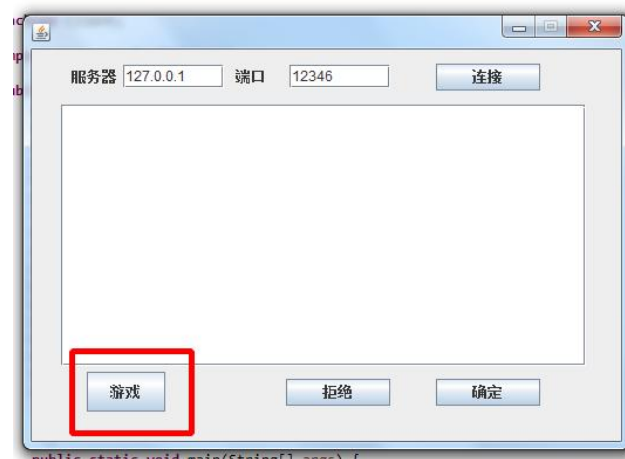 服务器 127.0.0.1 端口 12346 连接
游戏 拒绝 确定
public static void main(String[] args) {